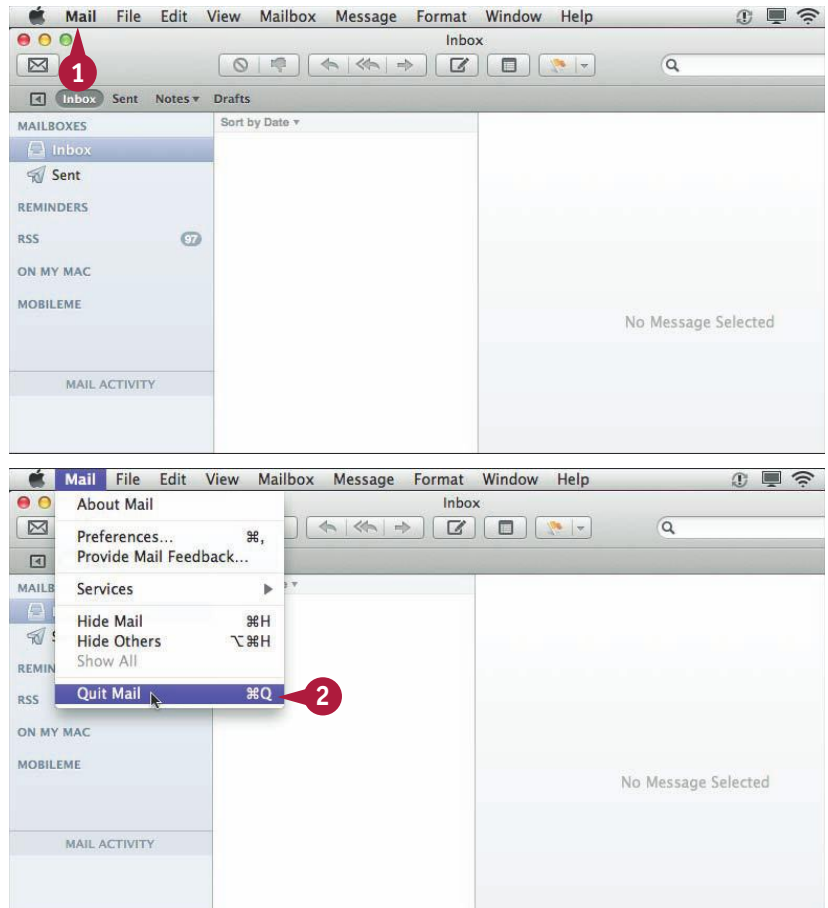 Mail File Edit View Mailbox Message Format Window Help
Inbox
1
Inbox Sent Notes Drafts
MAILBOXES
Sort by Date
Inbox
Sent
REMINDERS
RSS 97
ON MY MAC
MOBILEME
No Message Selected
MAIL ACTIVITY
Mail File Edit View Mailbox Message Format Window Help
Inbox
About Mail
Preferences... ⌘,
Provide Mail Feedback...
Services
MAILB
Hide Mail ⌘H
Hide Others ⌥⌘H
S
Show All
REMIN
Quit Mail ⌘Q
2
RSS
ON MY MAC
MOBILEME
No Message Selected
MAIL ACTIVITY